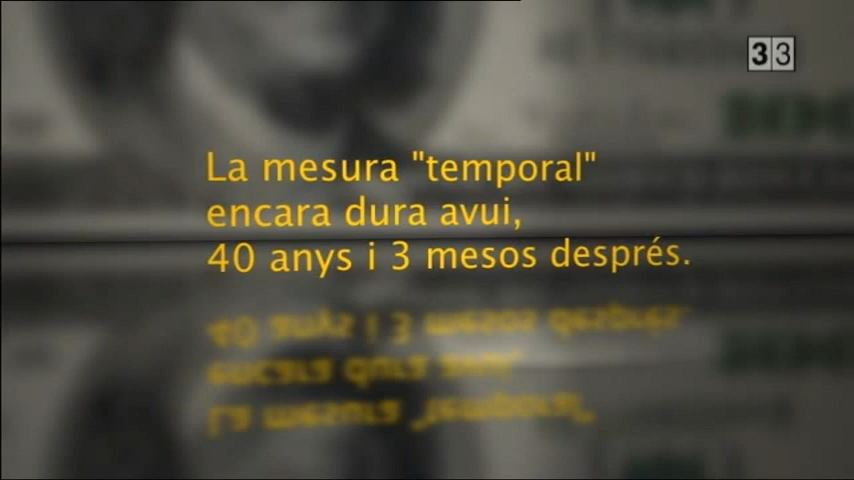 33
La mesura "temporal"
encara dura avui,
40 anys i 3 mesos després.